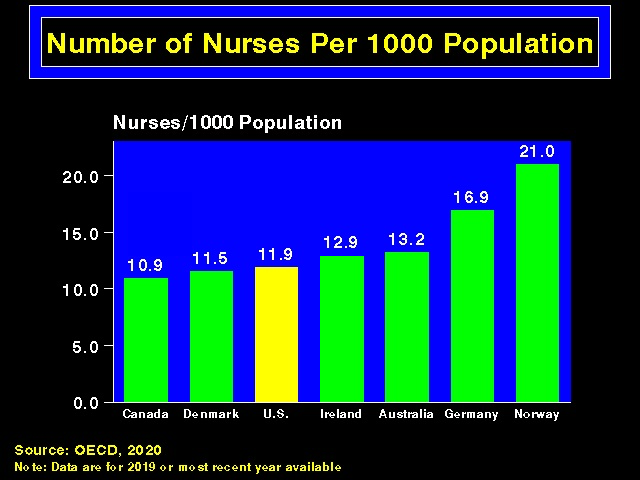 Number of Nurses Per 1000 Population
Nurses/1000 Population
20.0
15.0
10.0
5.0
0.0
10.9
11.5
11.9
12.9
13.2
16.9
21.0
Canada Denmark U.S. Ireland Australia Germany Norway
Source: OECD, 2020
Note: Data are for 2019 or most recent year available